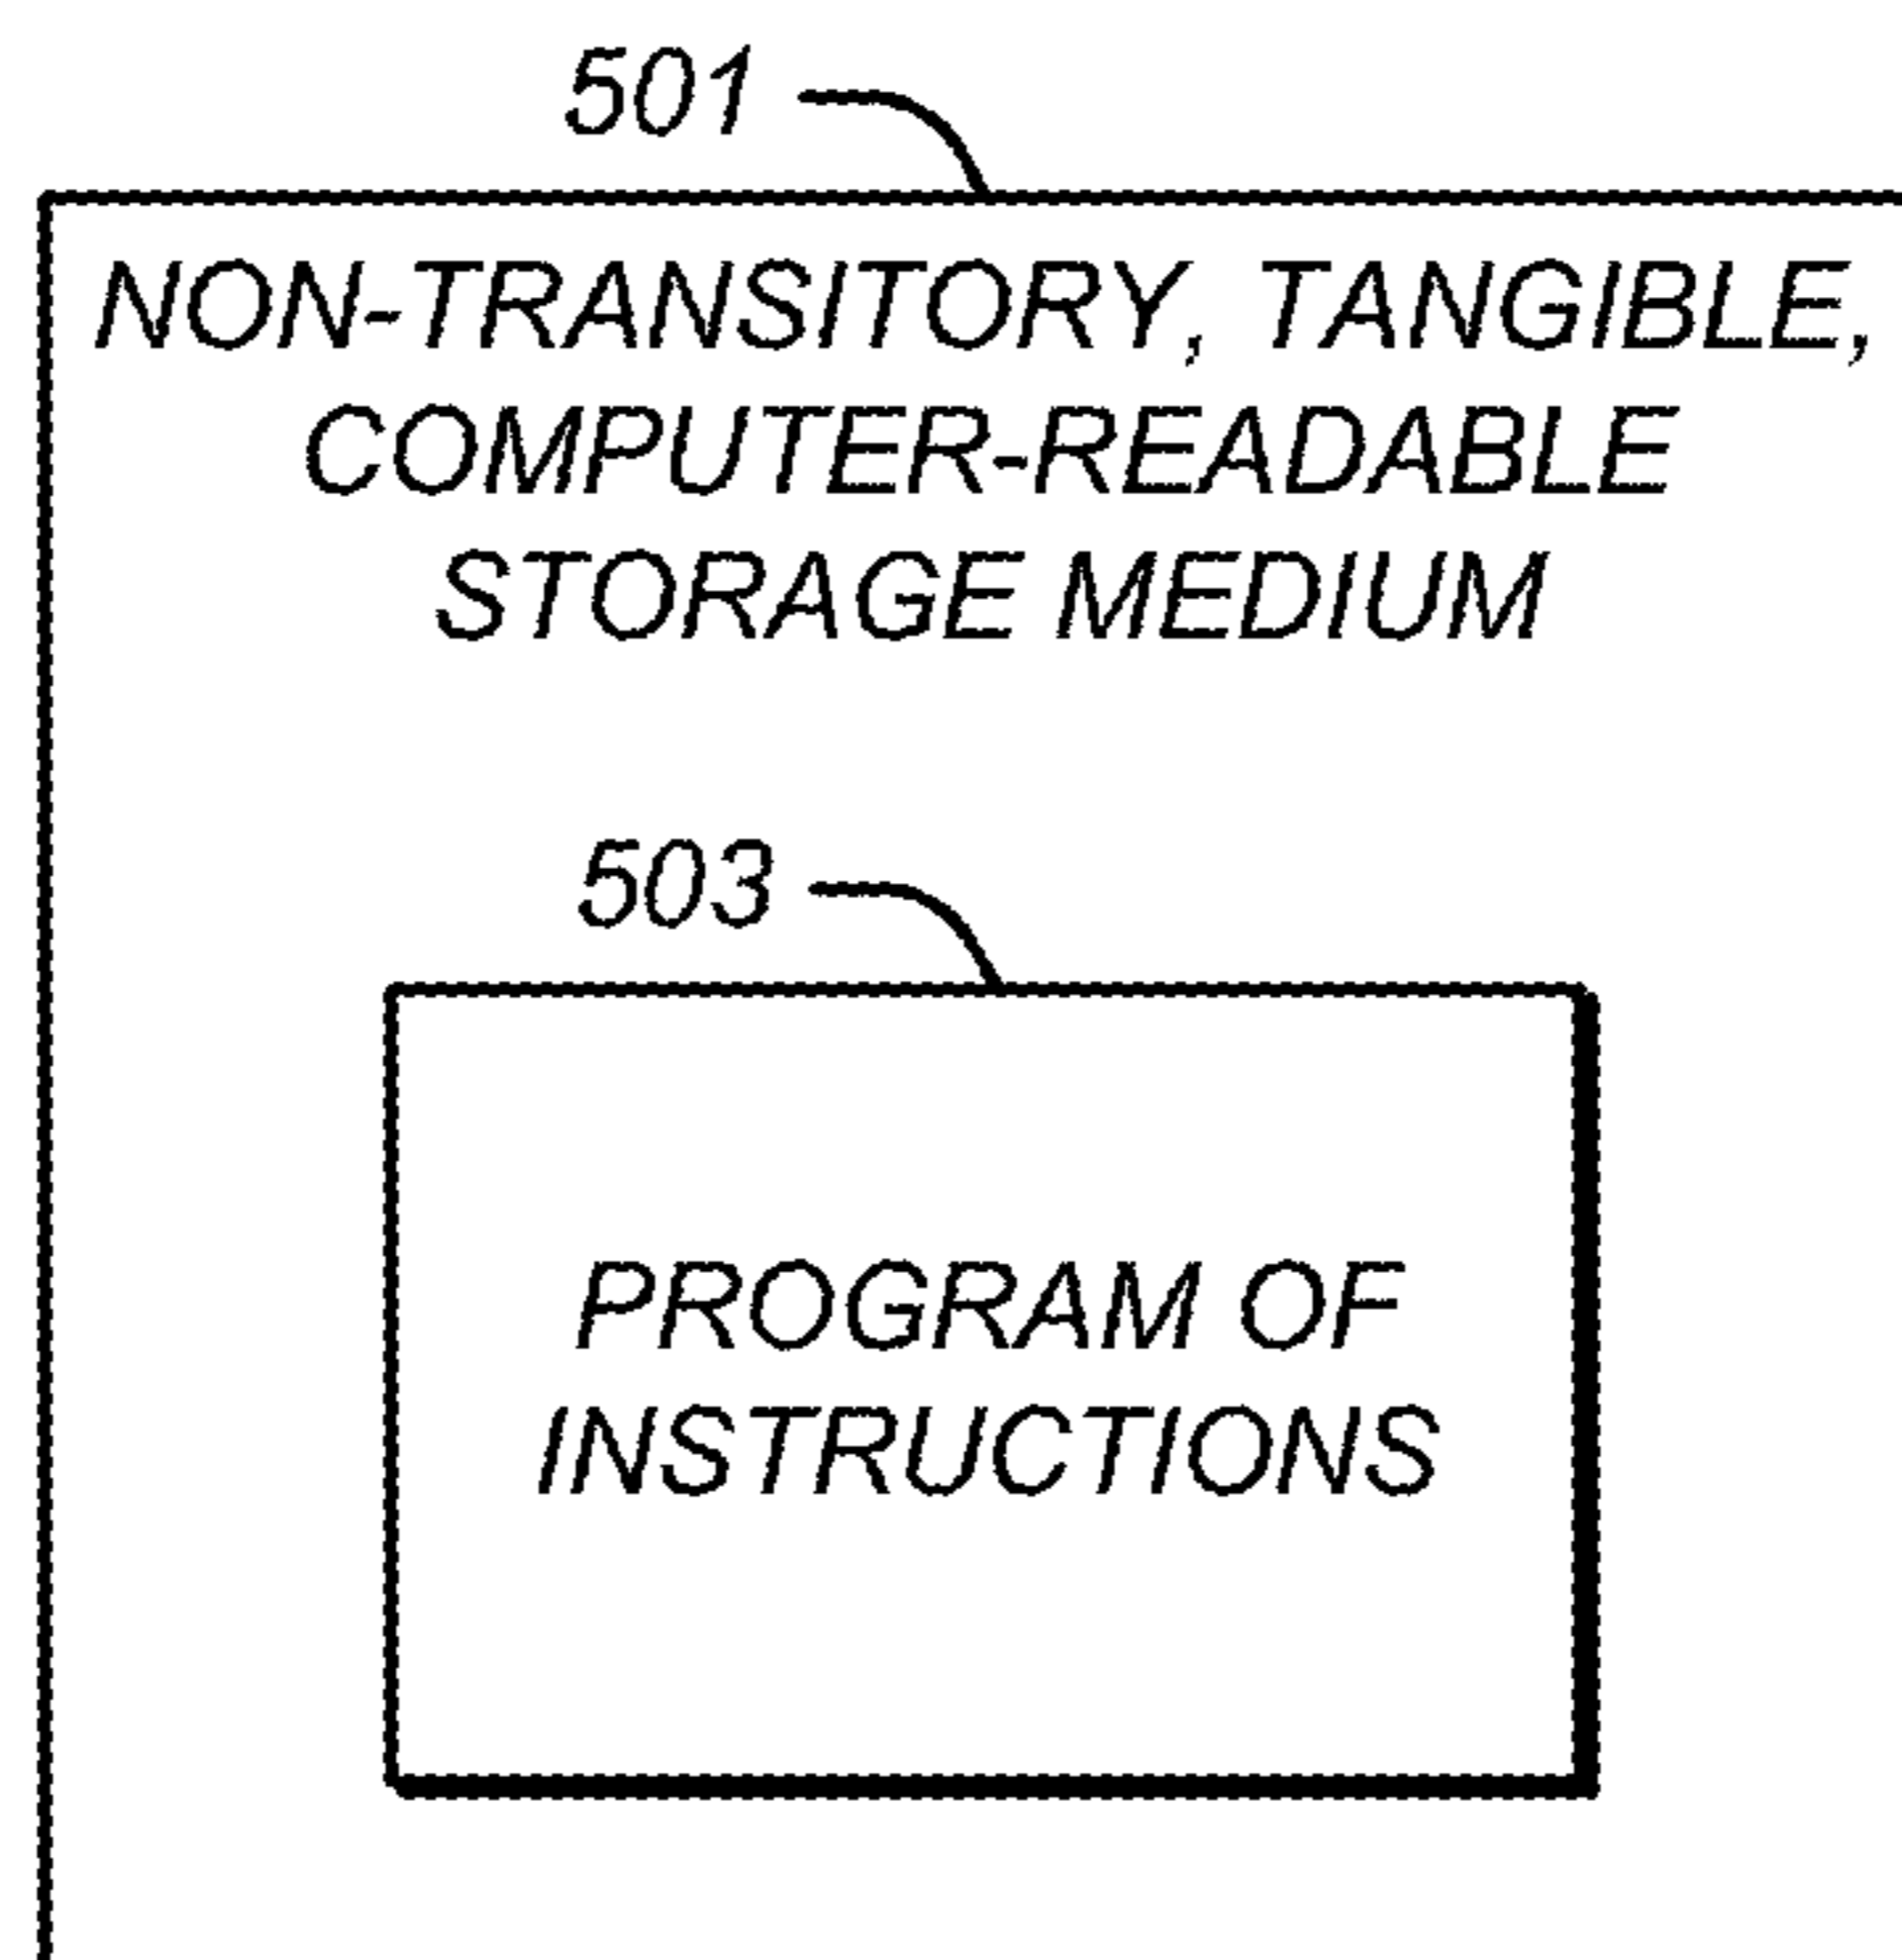 501
NON-TRANSITORY, TANGIBLE,
COMPUTER-READABLE
STORAGE MEDIUM
503
PROGRAM OF
INSTRUCTIONS